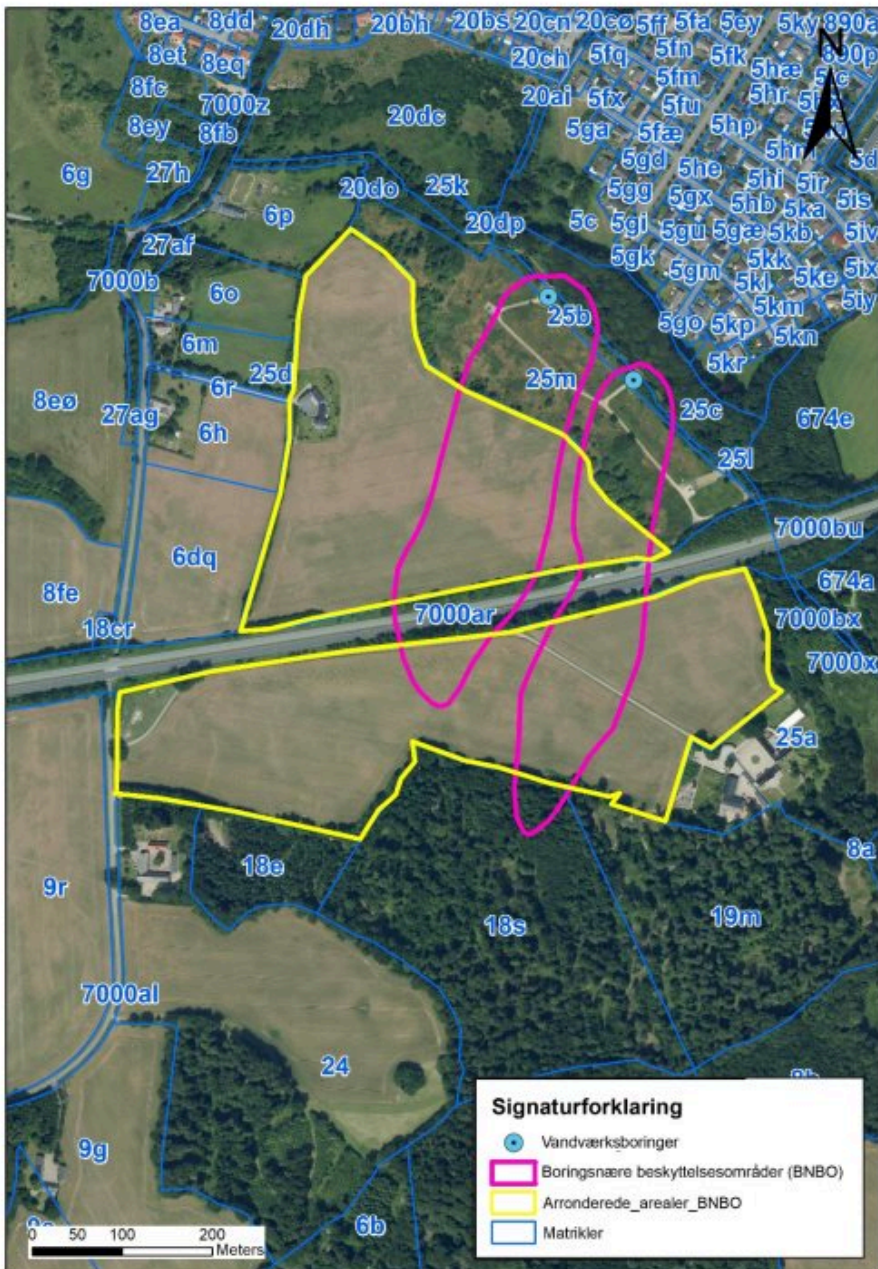 8ea 8dd 20dh 20bh 20bs 20cn 20cø 5ff 5fa 5ey 5ky 890a
8et 8eq 20ch 5fq 5fn 5fk N 890p
8fc 7000z 20ai 5fx 5fm 5hæ
8ey 8fb 20dc 5ga 5fæ 5fu 5hr
27h 5gd 5hp
6g 6p 20do 25k 5gg 5he 5hi 5ir
20dp 5c 5gi 5gx 5hb 5ka 5is
27af 5gk 5gu 5gæ 5kb 5iv
7000b 5gm 5kk 5ix
6o 25b 5kl 5ke 5iy
6m 5go 5kp 5km
5kn
25d 25m 5kr
8eø 6r 25c
27ag 6h 674e
25l
6dq 7000bu
8fe 674a
18cr 7000ar 7000bx
7000x
25a
8a
18e
9r 18s 19m
7000al
24
9g
6b
Signaturforklaring
Vandværksboringer
Boringsnære beskyttelsesområder (BNBO)
Arronderede_arealer_BNBO
Matrikler
0 50 100 200
Meters